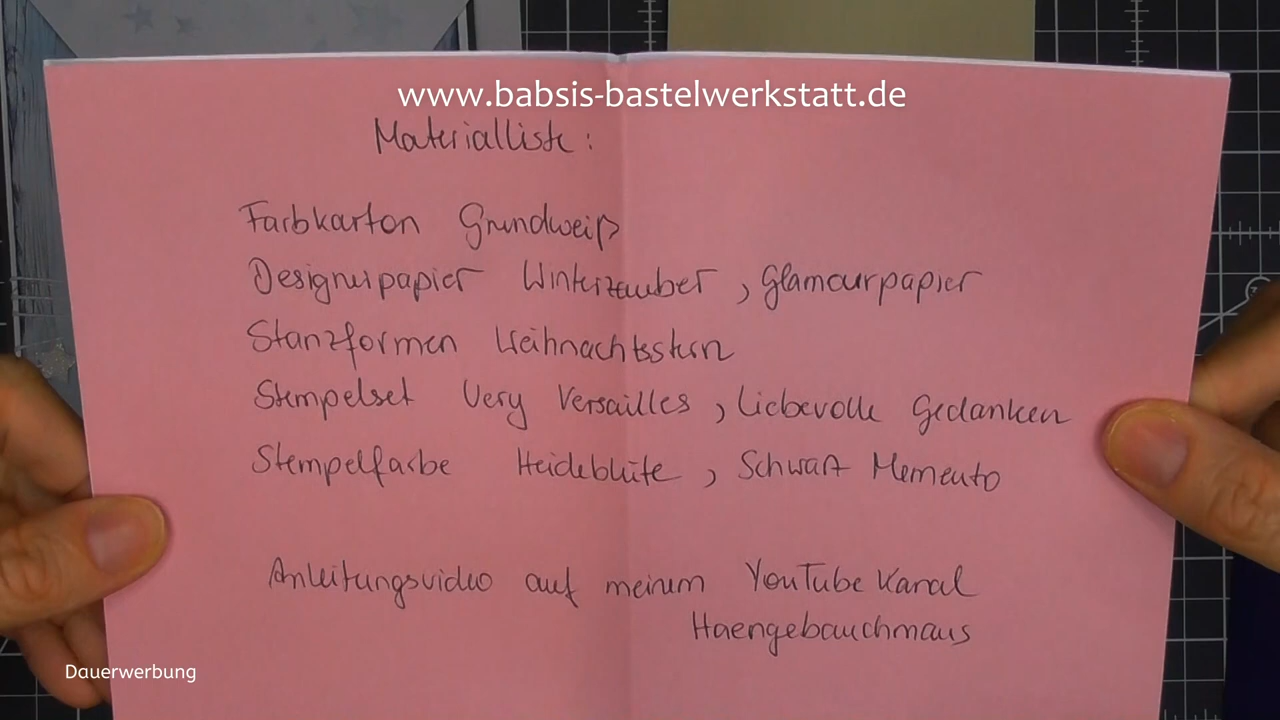 www.babsis-bastelwerkstatt.de
Materialliste:
Farbkarton Grundweiß
Designerpapier Winterzauber, Glamourpapier
Stanzformen Weihnachtsstern
Stempelset Very Versailles, Liebevolle Gedanken
Stempelfarbe Heideblüte, Schwarz Memento
Anleitungsvideo auf meinem YouTube Kanal
Haengebauchmaus
Dauerwerbung